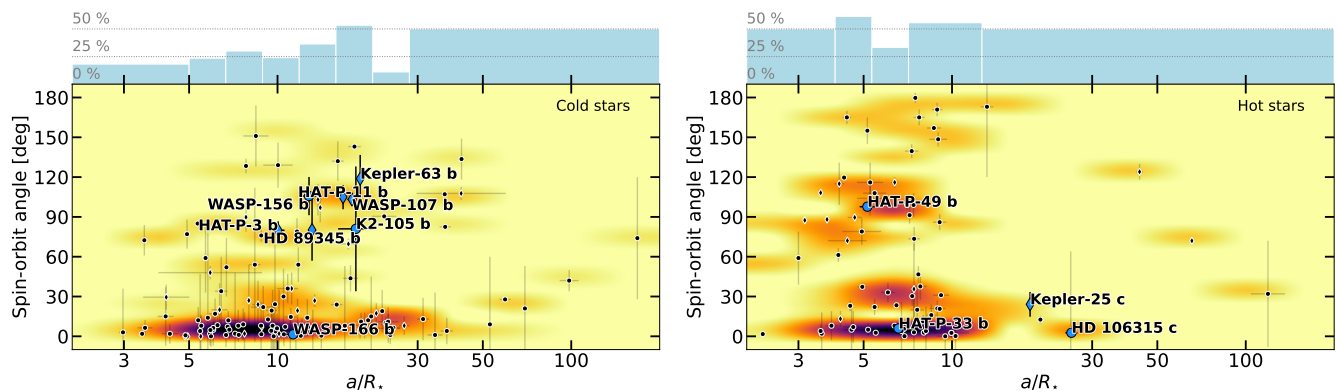 50 %
25 %
0 %
Spin-orbit angle [deg]
180
150
120
90
60
30
0
Cold stars
Kepler-63 b
HAT-P-11 b
WASP-156 b
WASP-107 b
HAT-P-3 b
K2-105 b
HD 89345 b
WASP-166 b
3
5
10
30
50
100
a/R⋆
50 %
25 %
0 %
Spin-orbit angle [deg]
180
150
120
90
60
30
0
Hot stars
HAT-P-49 b
Kepler-25 c
HAT-P-33 b
HD 106315 c
3
5
10
30
50
100
a/R⋆